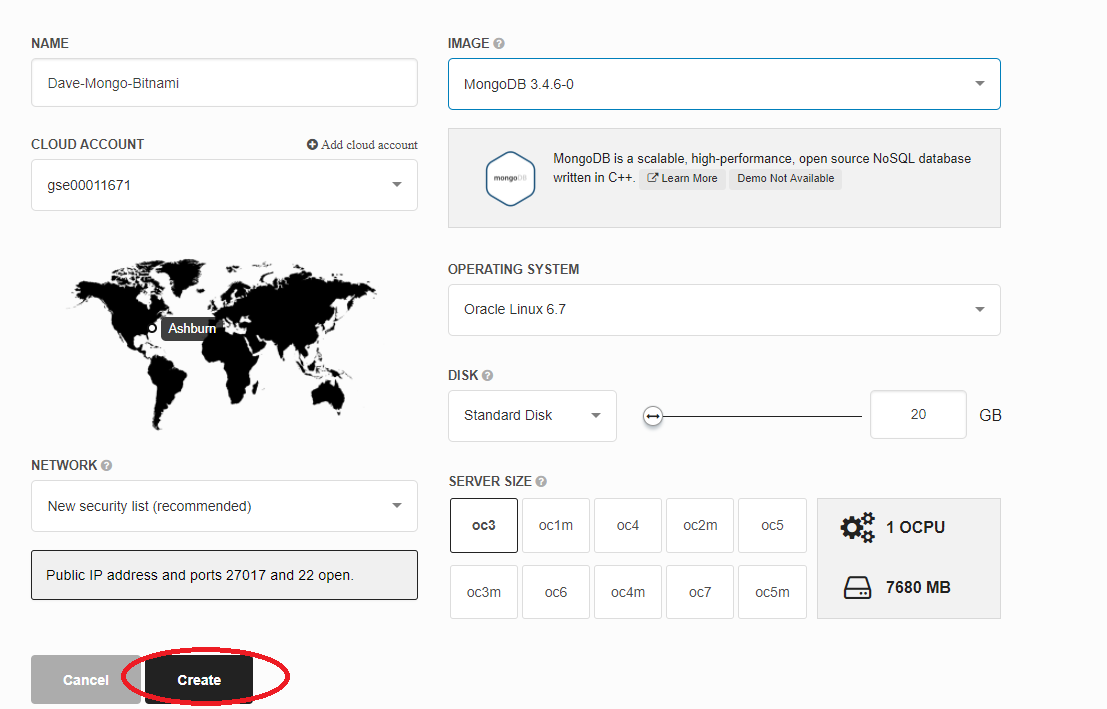 NAME
Dave-Mongo-Bitnami
CLOUD ACCOUNT
Add cloud account
gse00011671
Ashburn
NETWORK
New security list (recommended)
Public IP address and ports 27017 and 22 open.
Cancel
Create
IMAGE
MongoDB 3.4.6-0
mongoDB
MongoDB is a scalable, high-performance, open source NoSQL database
written in C++. Learn More Demo Not Available
OPERATING SYSTEM
Oracle Linux 6.7
DISK
Standard Disk
20 GB
SERVER SIZE
oc3 oc1m oc4 oc2m oc5
oc3m oc6 oc4m oc7 oc5m
1 OCPU
7680 MB